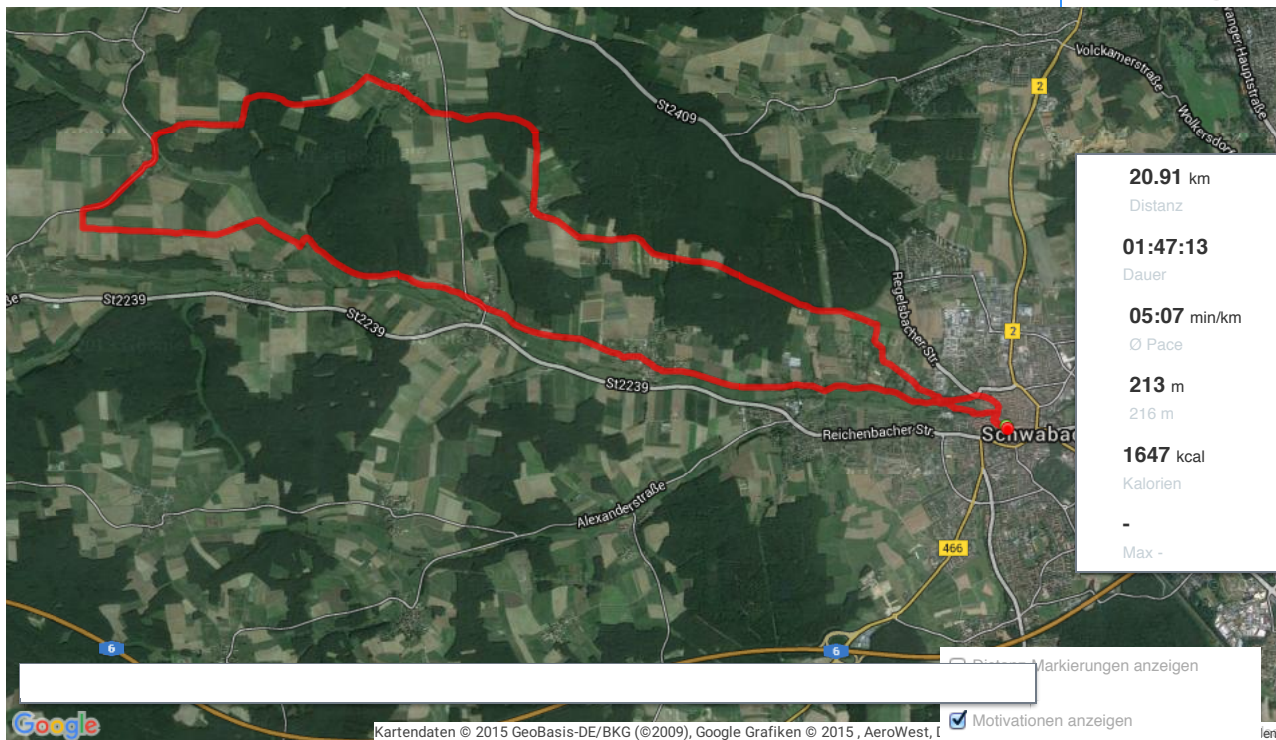 Volckamerstraße
Wolkersdorf
Hauptstraße
2
St2409
20.91 km
Distanz
01:47:13
Dauer
05:07 min/km
Ø Pace
213 m
216 m
1647 kcal
Kalorien
-
Max -
Regelsbacher Str.
2
St2239
St2239
St2239
Reichenbacher Str
Schwabac
Alexanderstraße
466
6
6
Markierungen anzeigen
Motivationen anzeigen
Google
Kartendaten © 2015 GeoBasis-DE/BKG (©2009), Google Grafiken © 2015 , AeroWest,